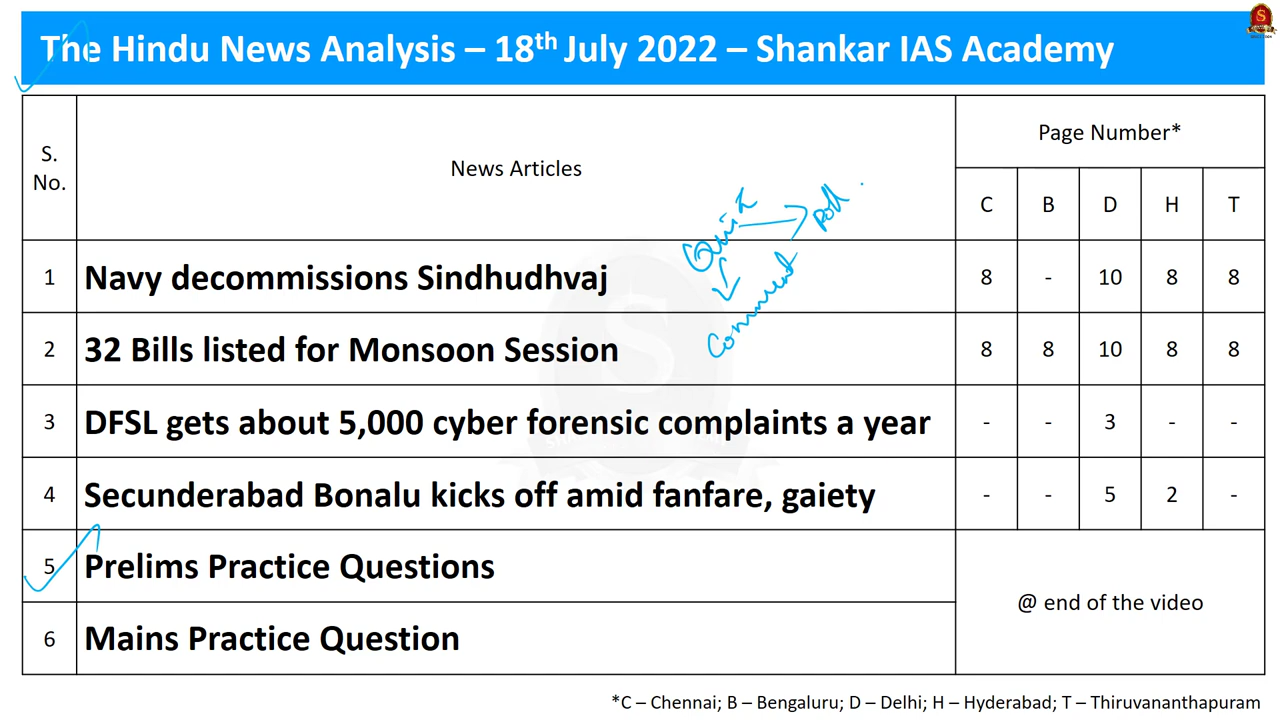 The Hindu News Analysis – 18th July 2022 – Shankar IAS Academy
S. No.
News Articles
Page Number*
C B D H T
1 Navy decommissions Sindhudhvaj 8 - 10 8 8
2 32 Bills listed for Monsoon Session 8 8 10 8 8
3 DFSL gets about 5,000 cyber forensic complaints a year - - 3 - -
4 Secunderabad Bonalu kicks off amid fanfare, gaiety - - 5 2 -
5 Prelims Practice Questions
6 Mains Practice Question
@ end of the video
poll
Comment
*C – Chennai; B – Bengaluru; D – Delhi; H – Hyderabad; T – Thiruvananthapuram